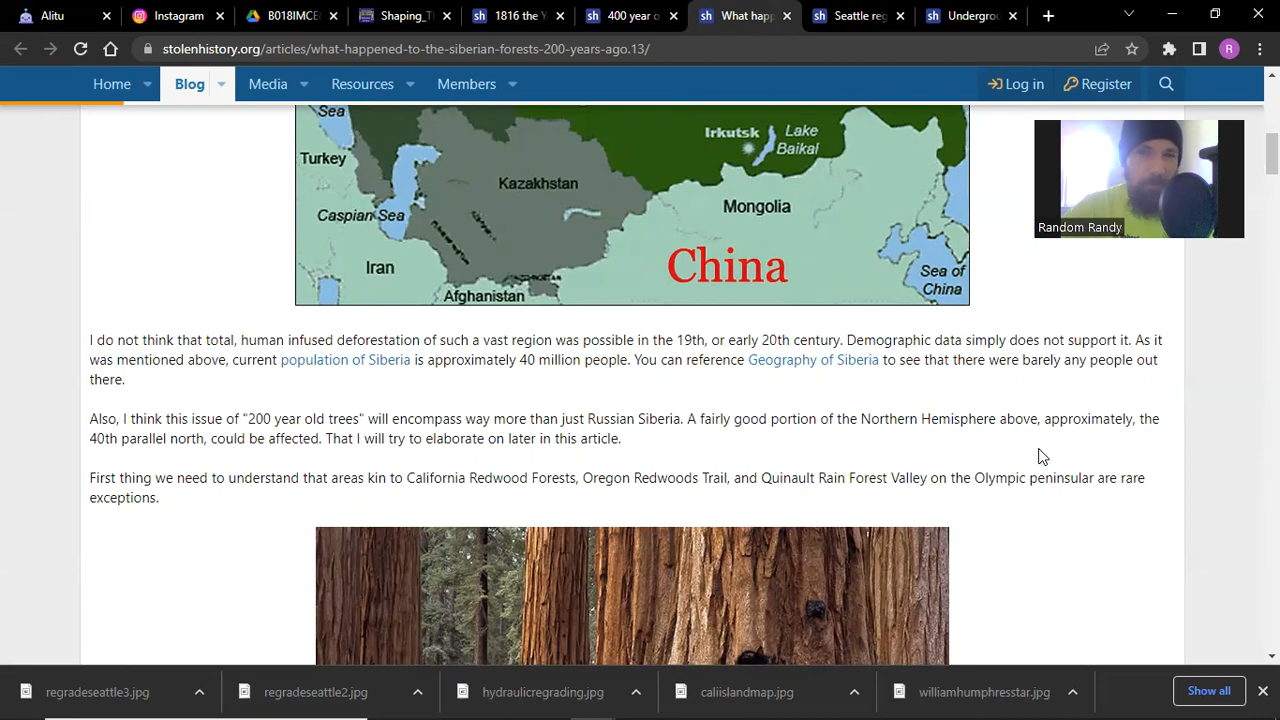 Alitu
Instagram
B018IMCE
Shaping_T
1816 the Y
400 year o
What hap
Seattle reg
Undergrou
stolenhistory.org/articles/what-happened-to-the-siberian-forests-200-years-ago.13/
R
Home
Blog
Media
Resources
Members
Log in
Register
Sea
Turkey
Caspian Sea
Iran
Kazakhstan
Afghanistan
Irkutsk
Lake
Baikal
Mongolia
China
Sea of
China
Random Randy
I do not think that total, human infused deforestation of such a vast region was possible in the 19th, or early 20th century. Demographic data simply does not support it. As it
was mentioned above, current population of Siberia is approximately 40 million people. You can reference Geography of Siberia to see that there were barely any people out
there.
Also, I think this issue of "200 year old trees" will encompass way more than just Russian Siberia. A fairly good portion of the Northern Hemisphere above, approximately, the
40th parallel north, could be affected. That I will try to elaborate on later in this article.
First thing we need to understand that areas kin to California Redwood Forests, Oregon Redwoods Trail, and Quinault Rain Forest Valley on the Olympic peninsular are rare
exceptions.
regradeseattle3.jpg
regradeseattle2.jpg
hydraulicregrading.jpg
caliislandmap.jpg
williamhumphresstar.jpg
Show all